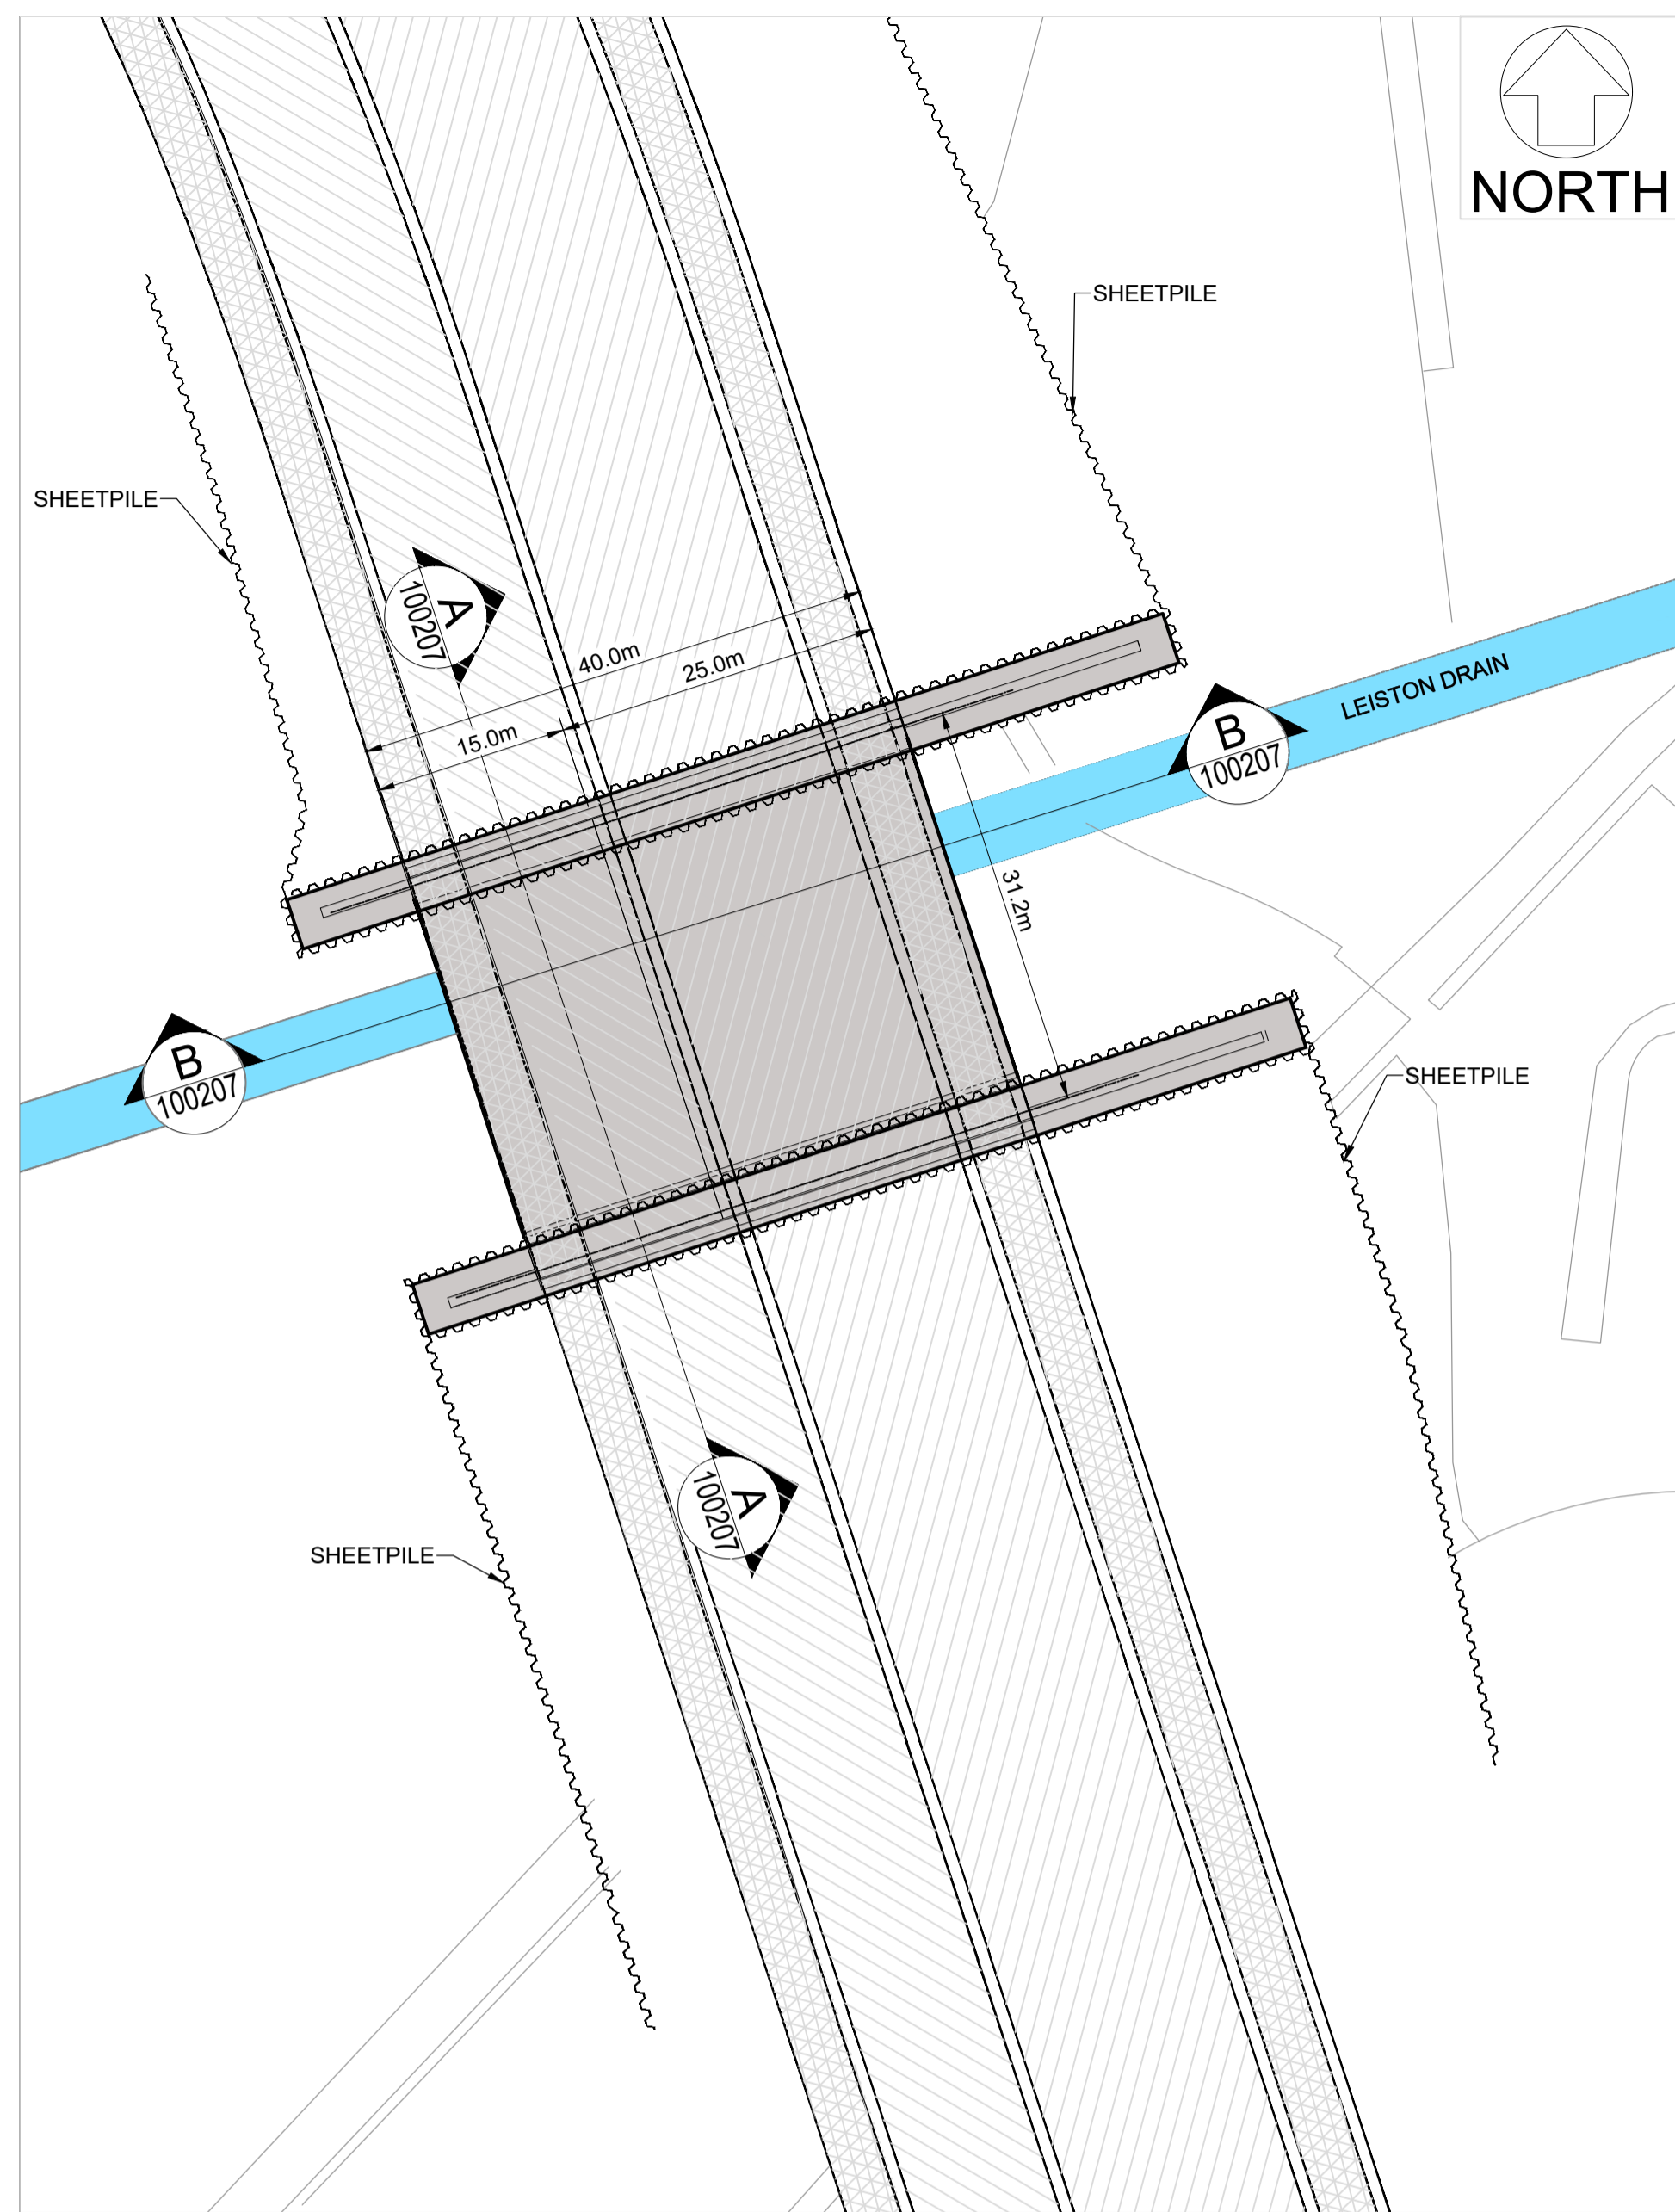 NORTH
SHEETPILE
SHEETPILE
A
100207
40.0m
25.0m
15.0m
LEISTON DRAIN
B
100207
31.2m
B
100207
SHEETPILE
A
100207
SHEETPILE